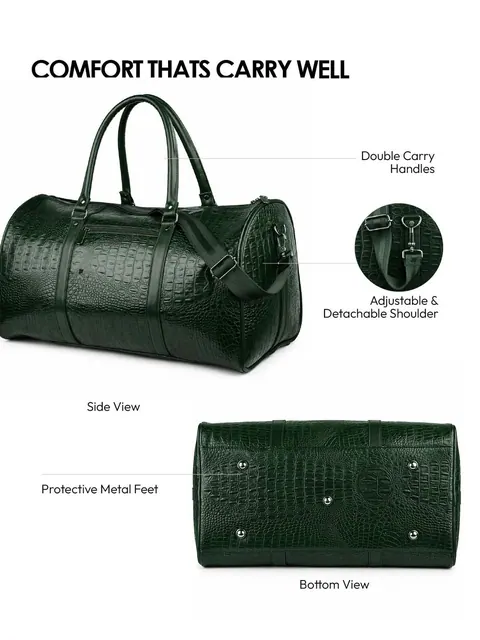 COMFORT THATS CARRY WELL
Double Carry
Handles
Adjustable &
Detachable Shoulder
Side View
Protective Metal Feet
Bottom View